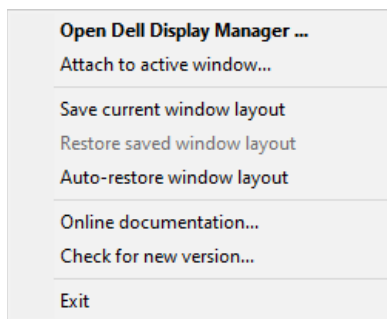 Open Dell Display Manager ...
Attach to active window...
Save current window layout
Restore saved window layout
Auto-restore window layout
Online documentation...
Check for new version...
Exit